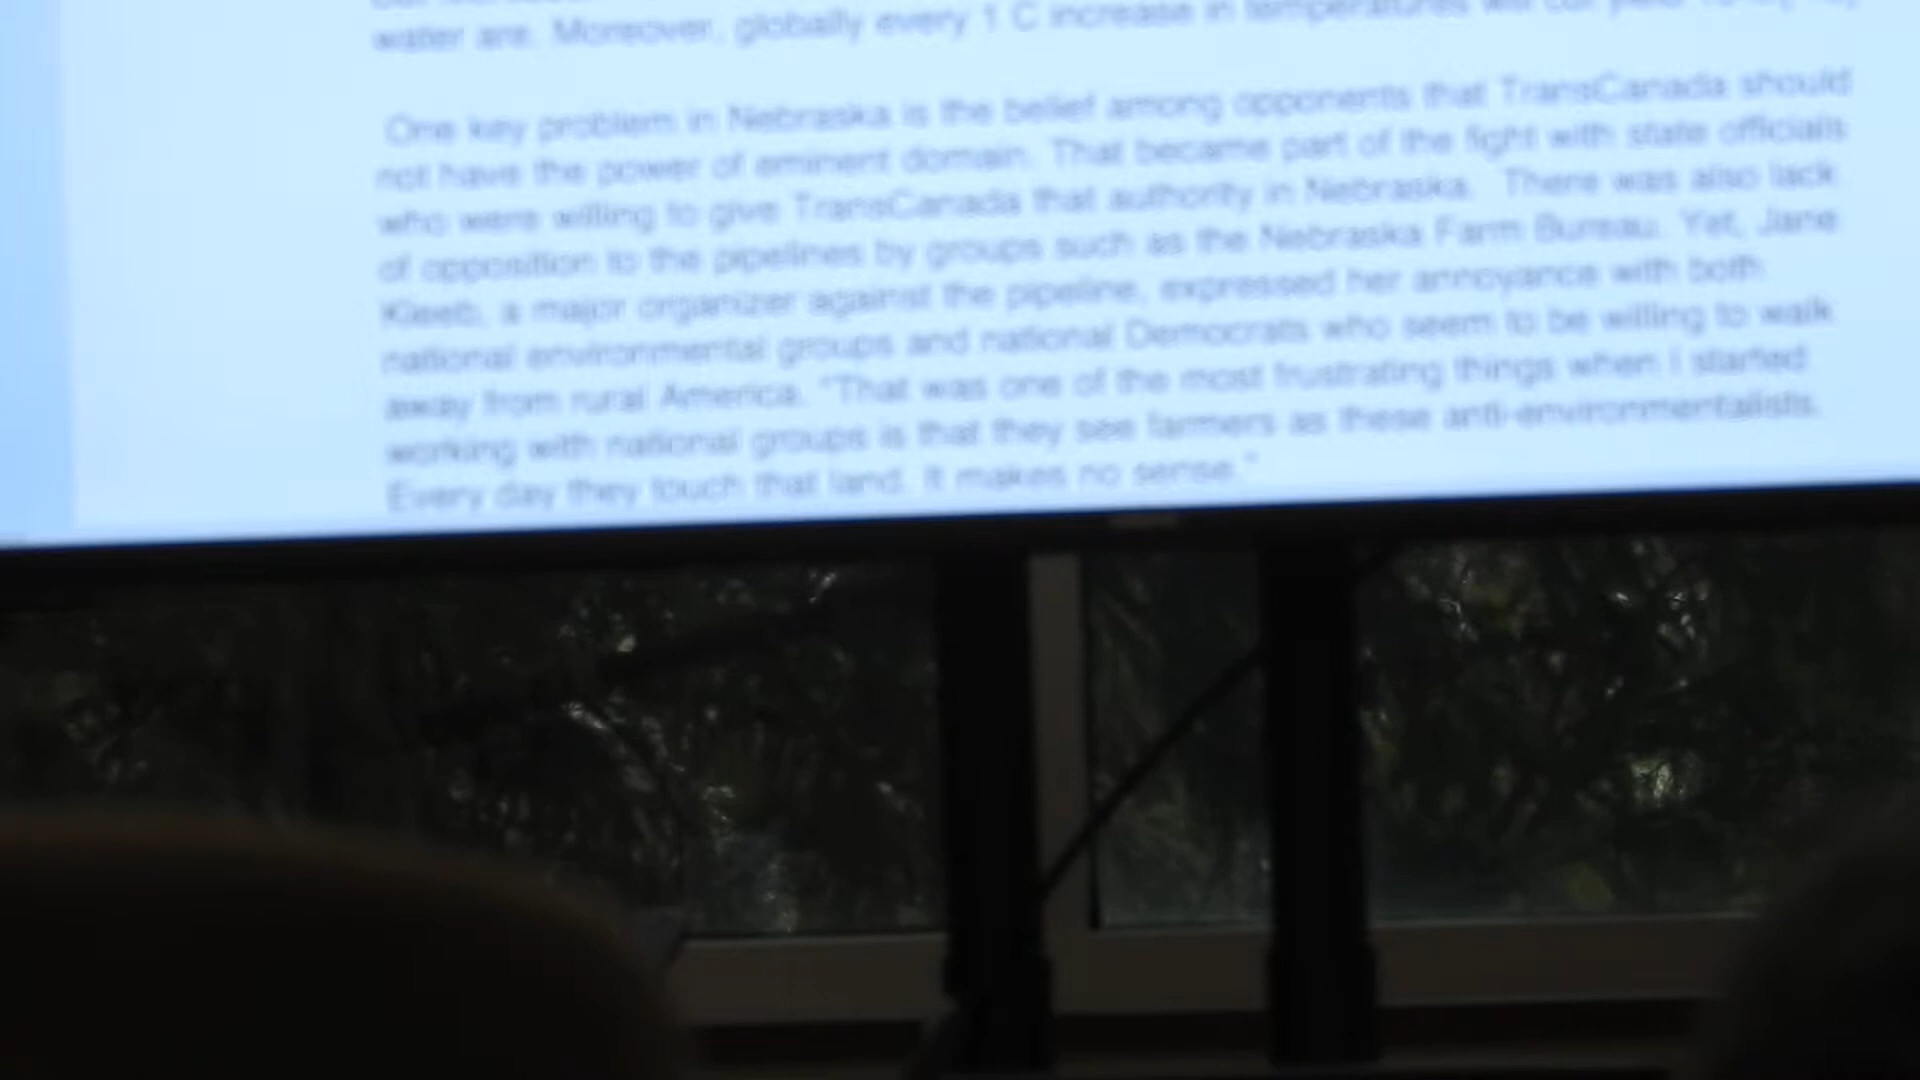 water are. Moreover, globally every 1 C increase in temperatures will cut yield
One key problem in Nebraska is the belief among opponents that TransCanada should
not have the power of eminent domain. That became part of the fight with state officials
who were willing to give TransCanada that authority in Nebraska. There was also lack
of opposition to the pipelines by groups such as the Nebraska Farm Bureau. Yet, Jane
Kleeb, a major organizer against the pipeline, expressed her annoyance with both
national environmental groups and national Democrats who seem to be willing to walk
away from rural America. "That was one of the most frustrating things when I started
working with national groups is that they see farmers as these anti-environmentalists.
Every day they touch that land. It makes no sense."